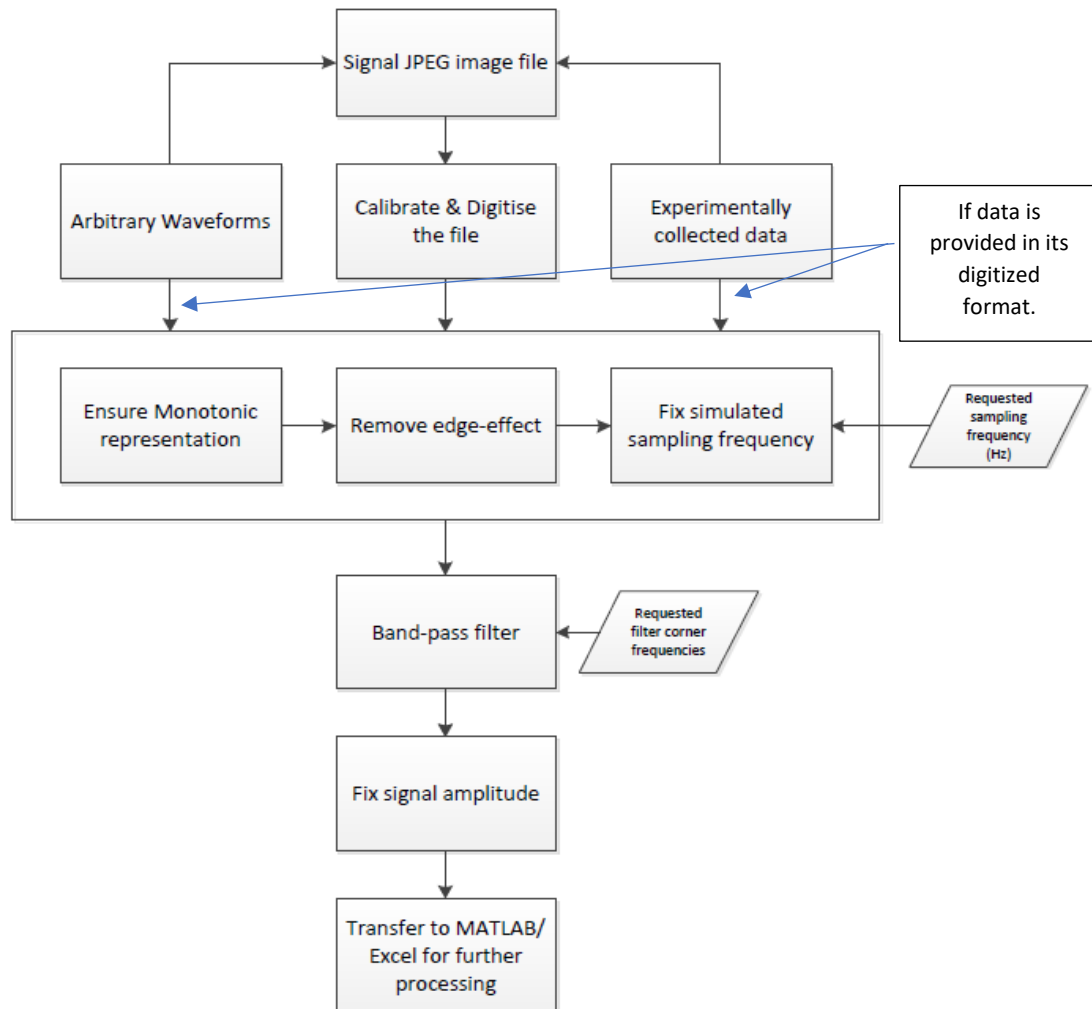 Signal JPEG image file
Arbitrary Waveforms
Calibrate & Digitise
the file
Experimentally
collected data
If data is
provided in its
digitized
format.
Ensure Monotonic
representation
Remove edge-effect
Fix simulated
sampling frequency
Requested
sampling
frequency
(Hz)
Band-pass filter
Requested
filter corner
frequencies
Fix signal amplitude
Transfer to MATLAB/
Excel for further
processing